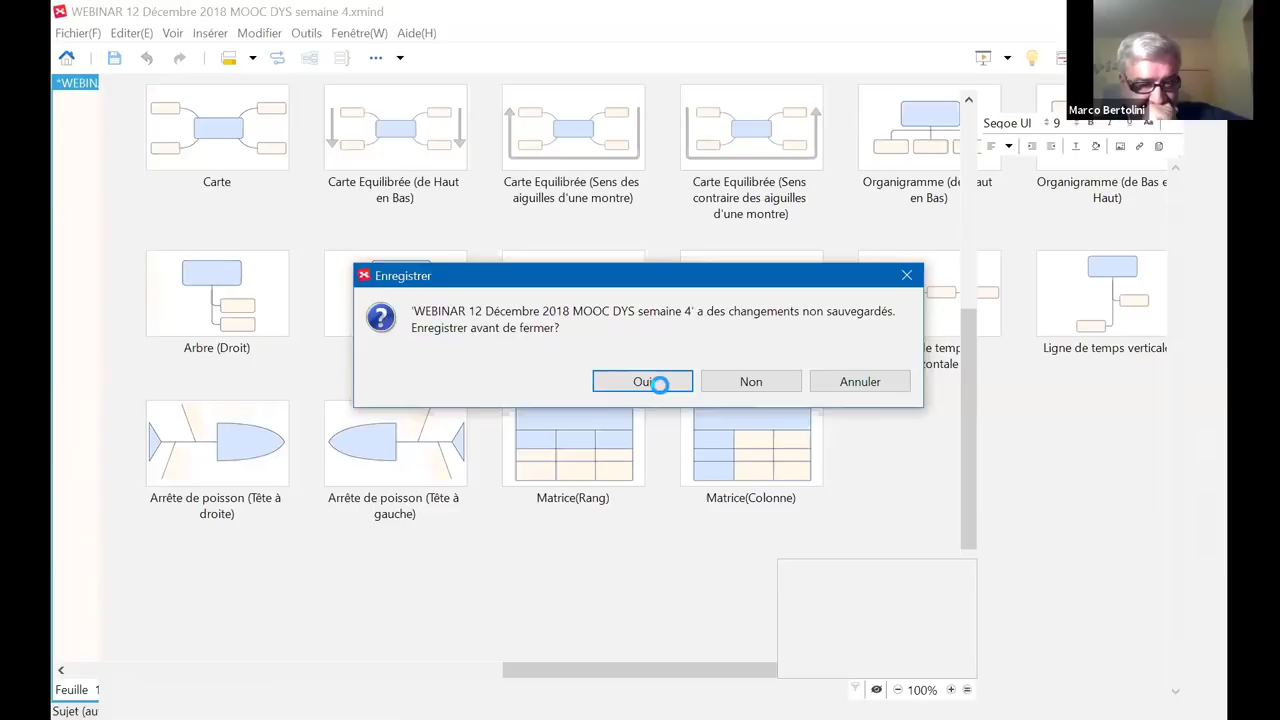 WEBINAR 12 Décembre 2018 MOOC DYS semaine 4.xmind
Fichier(F) Editer(E) Voir Insérer Modifier Outils Fenêtre(W) Aide(H)
Marco Bertolini
*WEBIN
Segoe UI 9
Carte
Carte Equilibrée (de Haut
en Bas)
Carte Equilibrée (Sens des
aiguilles d'une montre)
Carte Equilibrée (Sens
contraire des aiguilles
d'une montre)
Organigramme (de Haut
en Bas)
Organigramme (de Bas e
Haut)
Enregistrer
'WEBINAR 12 Décembre 2018 MOOC DYS semaine 4' a des changements non sauvegardés.
Enregistrer avant de fermer?
Oui Non Annuler
Arbre (Droit)
de temp
zontale
Ligne de temps verticale
Arrête de poisson (Tête à
droite)
Arrête de poisson (Tête à
gauche)
Matrice(Rang)
Matrice(Colonne)
Feuille 1
100%
Sujet (au